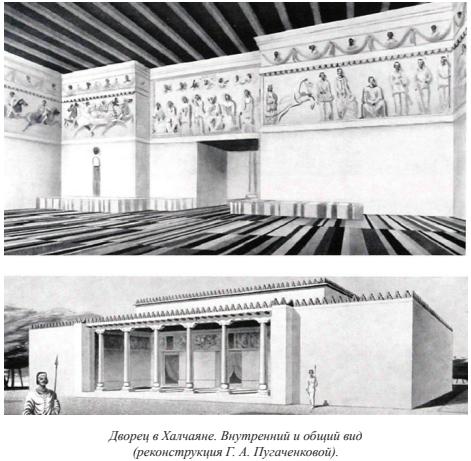 Дворец в Халчаяне. Внутренний и общий вид
(реконструкция Г. А. Пугаченковой).